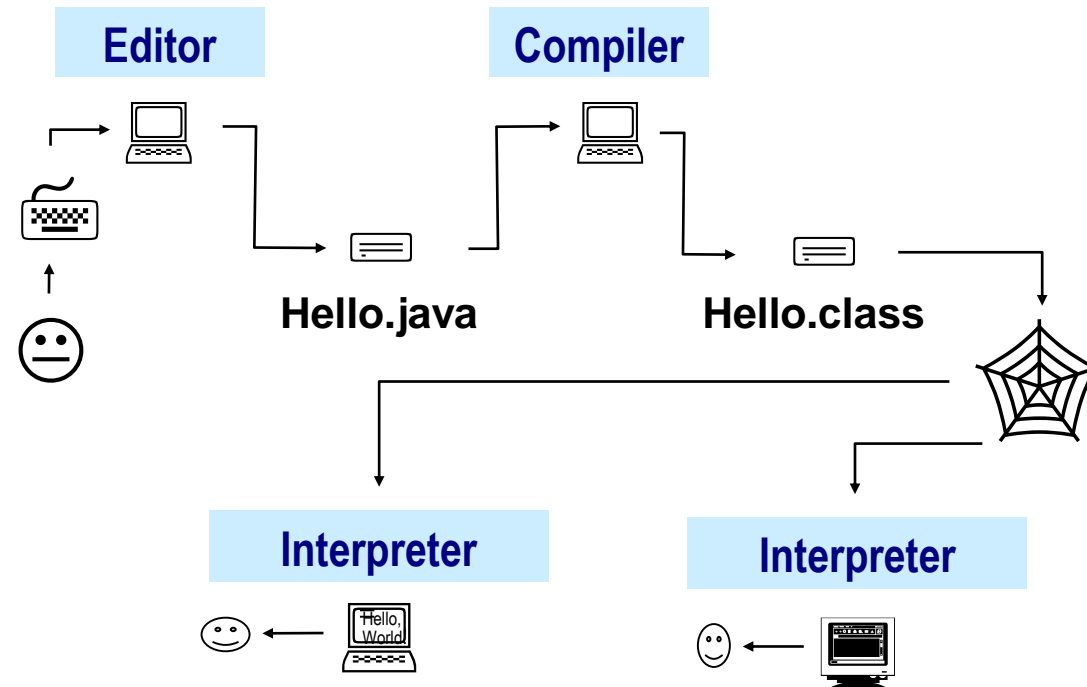 Editor
Compiler
Hello.java
Hello.class
Interpreter
Interpreter
Hello,
World